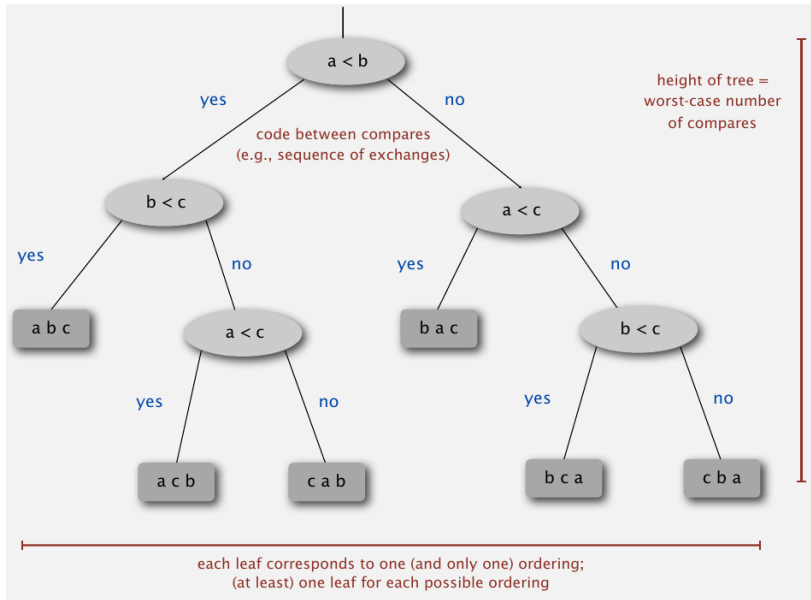 a < b
yes
no
height of tree =
worst-case number
of compares
code between compares
(e.g., sequence of exchanges)
b < c
a < c
yes
no
yes
no
a b c
a < c
b a c
b < c
yes
no
yes
no
a c b
c a b
b c a
c b a
each leaf corresponds to one (and only one) ordering;
(at least) one leaf for each possible ordering